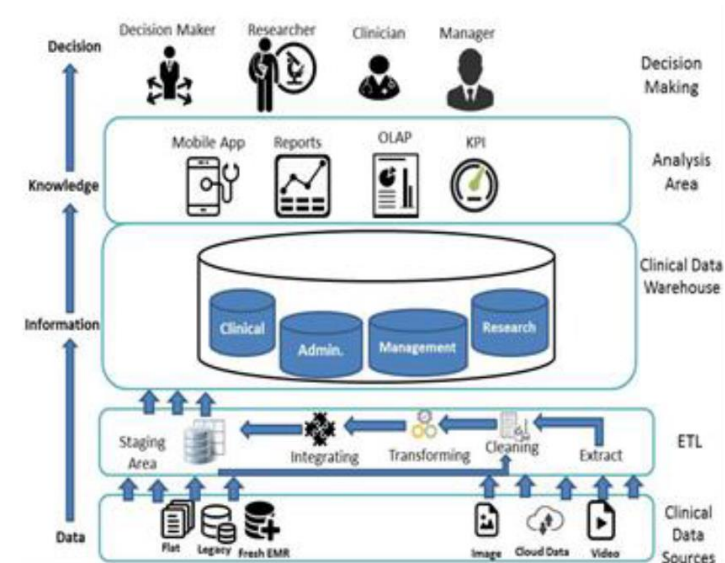 Decision Maker
Researcher
Clinician
Manager
Decision
Decision
Making
Mobile App
Reports
OLAP
KPI
Analysis
Area
Knowledge
Clinical Data
Warehouse
Clinical
Admin.
Management
Research
Information
Staging
Area
Integrating
Transforming
Cleaning
Extract
ETL
Data
Flat
Legacy
Fresh EMR
Image
Cloud Data
Video
Clinical
Data
Sources